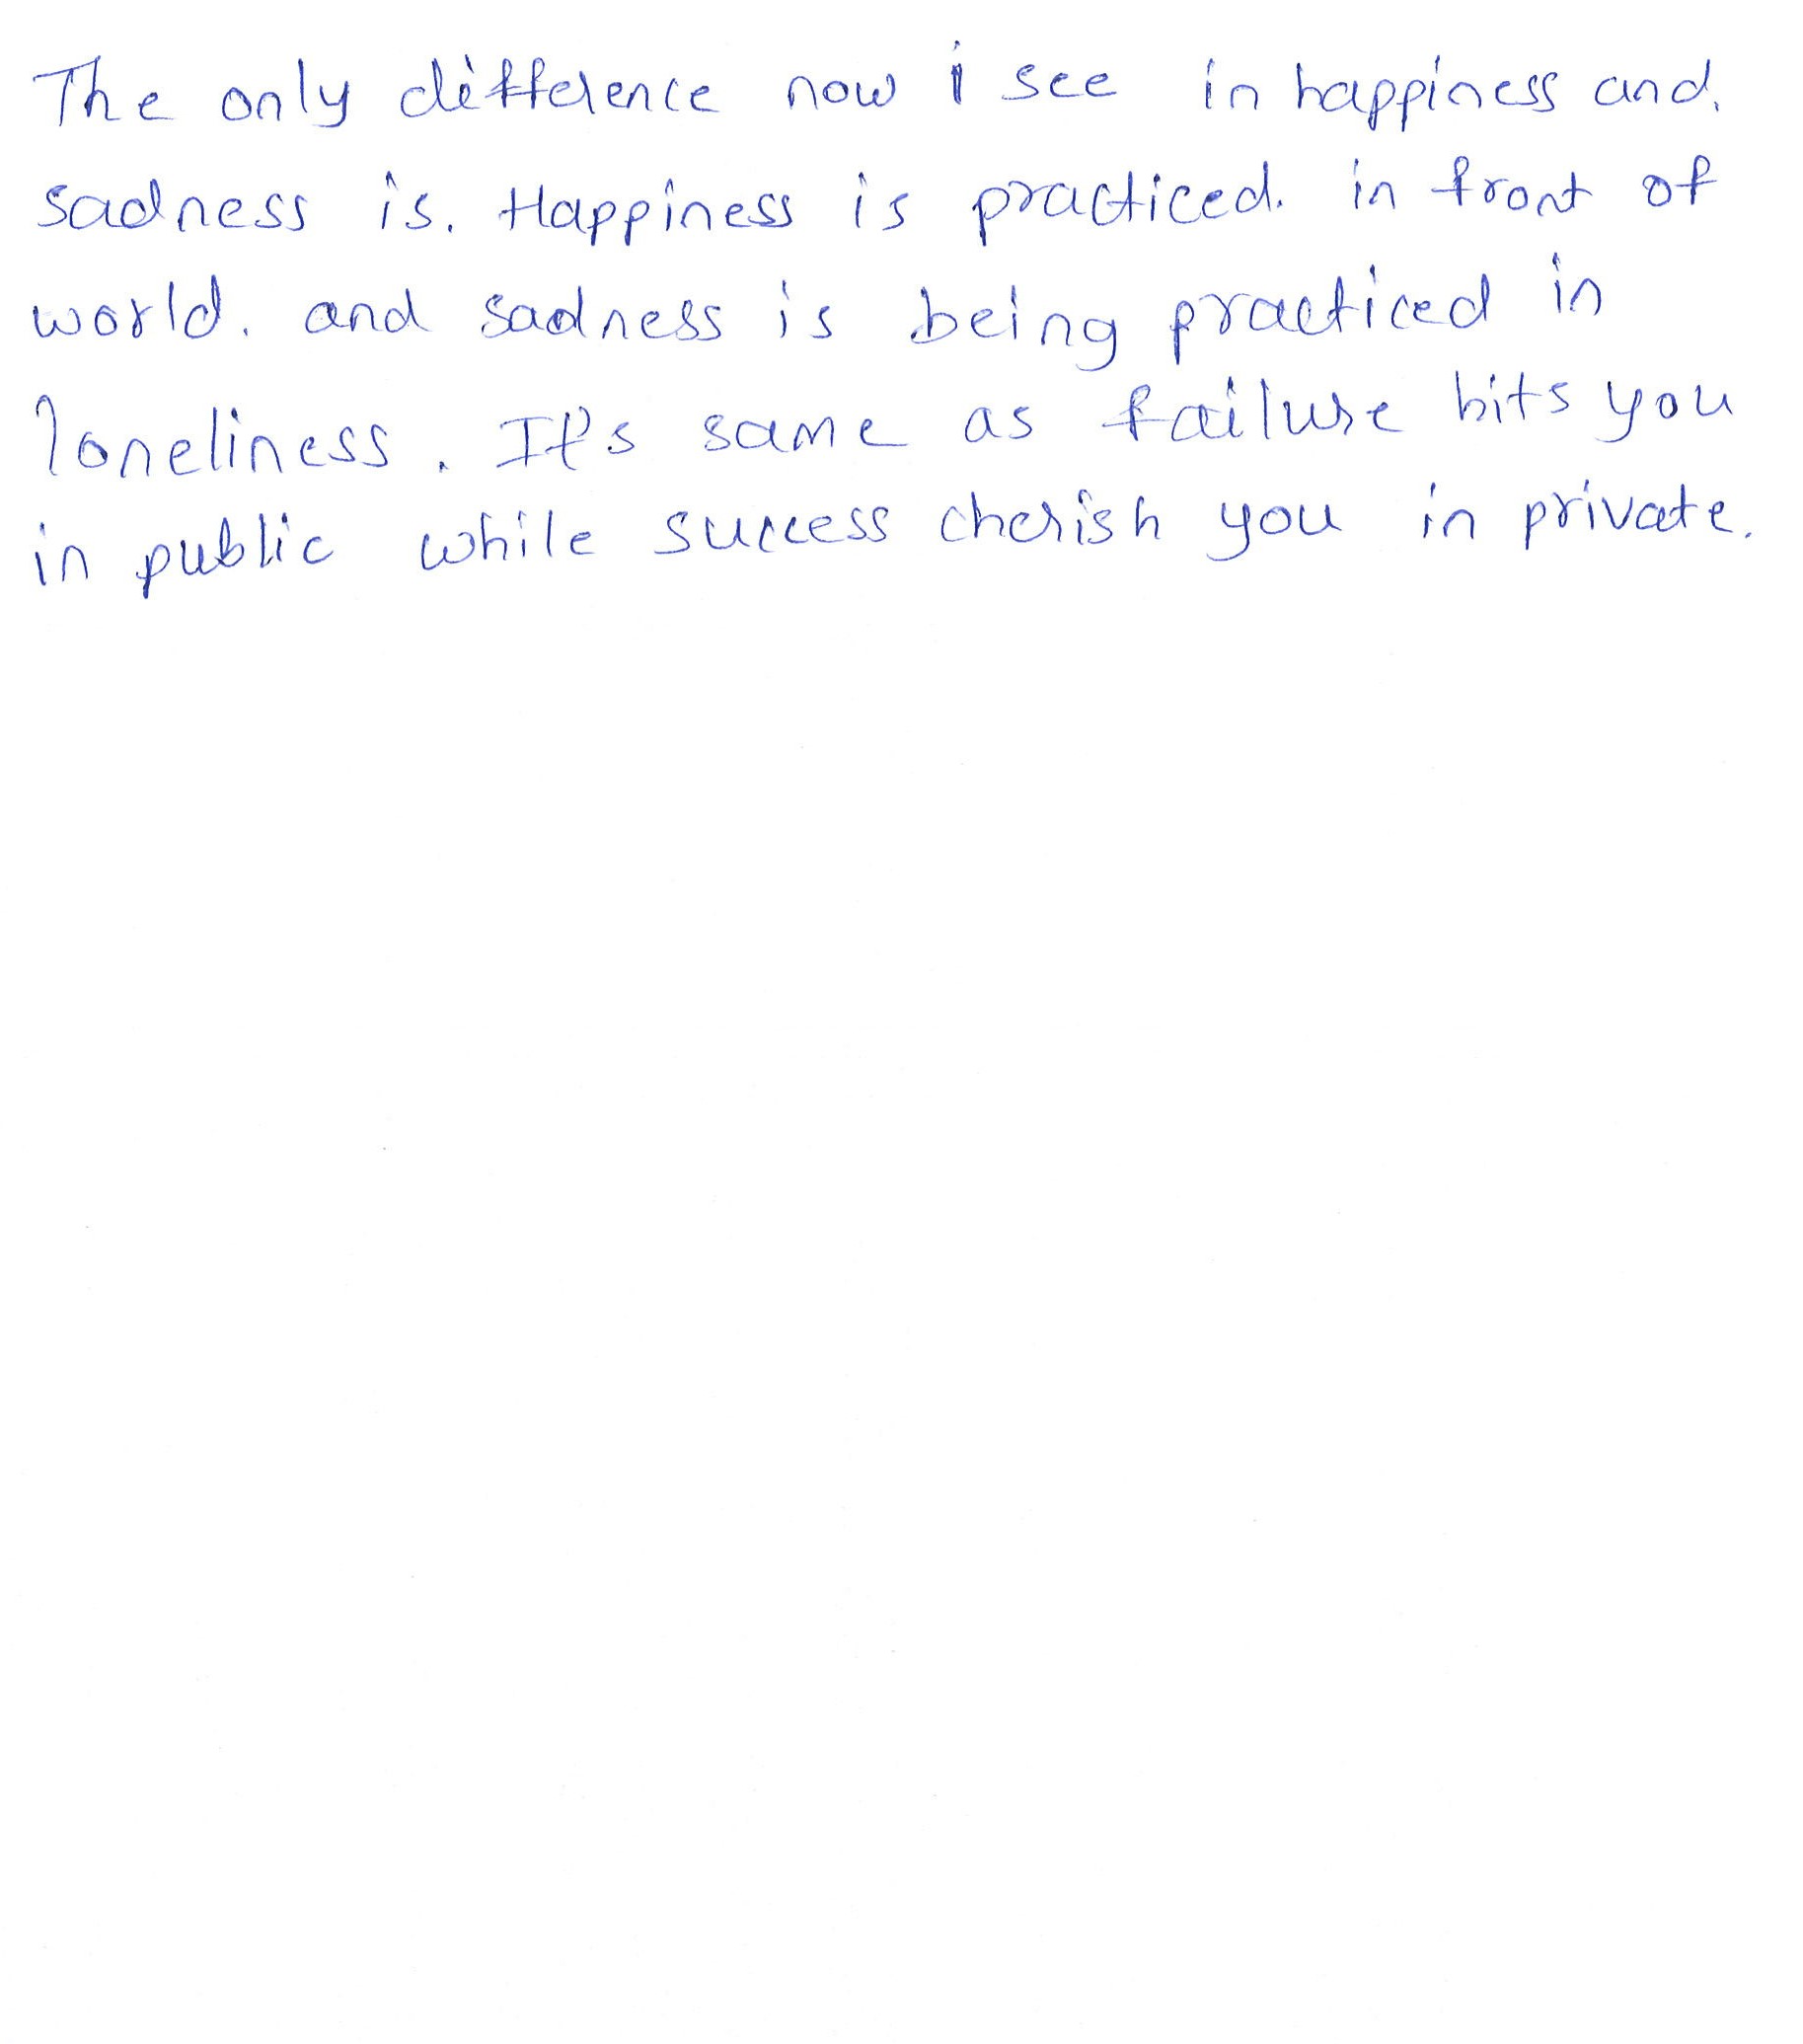 The only difference now i see in happiness and.
sadness is. Happiness is practiced. in front of
world. and sadness is being practiced in
loneliness. It's same as failure hits you
in public while success cherish you in private.